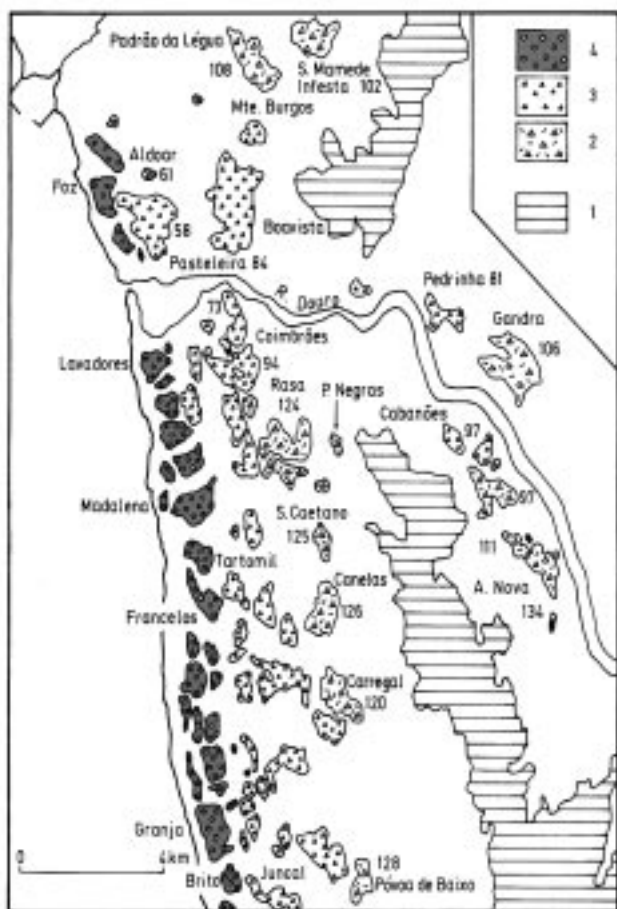 Padrão da Légua
108
S. Mamede
Infesta 102
4
3
2
1
Mte. Burgos
Aldoar
61
Foz
58
Boavista
Pasteleira 84
R. Douro
Pedrinha 81
Gandra
106
73
Coimbrães
94
Lavadores
Rasa
124
P. Negras
Cabanões
97
97
Madalena
S. Caetano
125
111
Tartomil
Canelas
126
A. Nova
134
Francelos
Carregal
120
Granja
0 4km
128
Brito
Juncal
Póvoa de Baixo